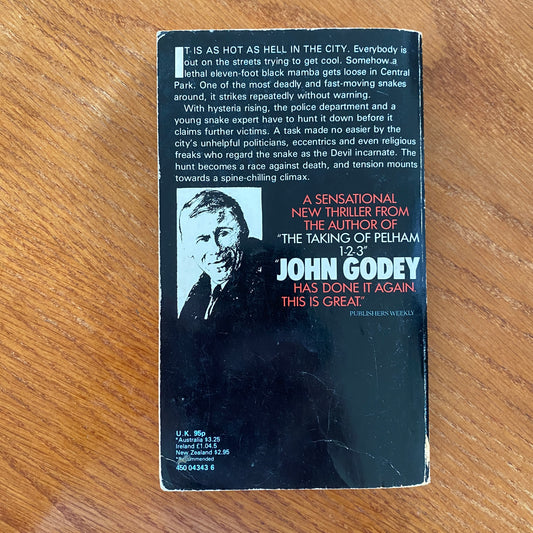 IT IS AS HOT AS HELL IN THE CITY. Everybody is
out on the streets trying to get cool. Somehow a
lethal eleven-foot black mamba gets loose in Central
Park. One of the most deadly and fast-moving snakes
around, it strikes repeatedly without warning.
With hysteria rising, the police department and a
young snake expert have to hunt it down before it
claims further victims. A task made no easier by the
city's unhelpful politicians, eccentrics and even religious
freaks who regard the snake as the Devil incarnate. The
hunt becomes a race against death, and tension mounts
towards a spine-chilling climax.
A SENSATIONAL
NEW THRILLER FROM
THE AUTHOR OF
"THE TAKING OF PELHAM
1-2-3"
"JOHN GODEY
HAS DONE IT AGAIN.
THIS IS GREAT."
PUBLISHERS WEEKLY
U.K. 95p
*Australia $3.25
Ireland £1.04.5
New Zealand $2.95
*Recommended
450 04343 6